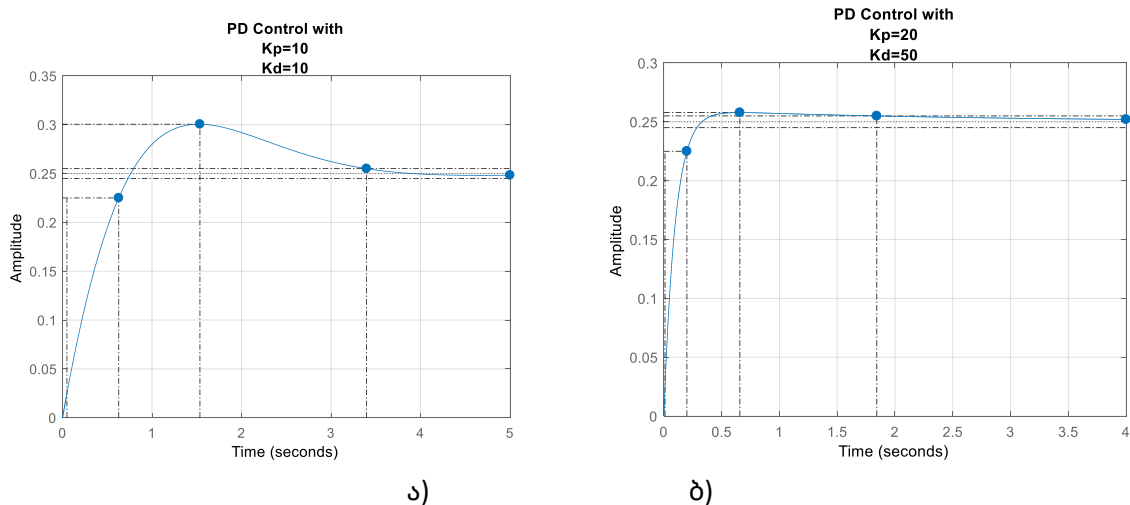 PD Control with
Kp=10
Kd=10
0.35
0.3
0.25
0.2
0.15
0.1
0.05
0
Amplitude
0 1 2 3 4 5
Time (seconds)
PD Control with
Kp=20
Kd=50
0.3
0.25
0.2
0.15
0.1
0.05
0
Amplitude
0 0.5 1 1.5 2 2.5 3 3.5 4
Time (seconds)
ა) ბ)